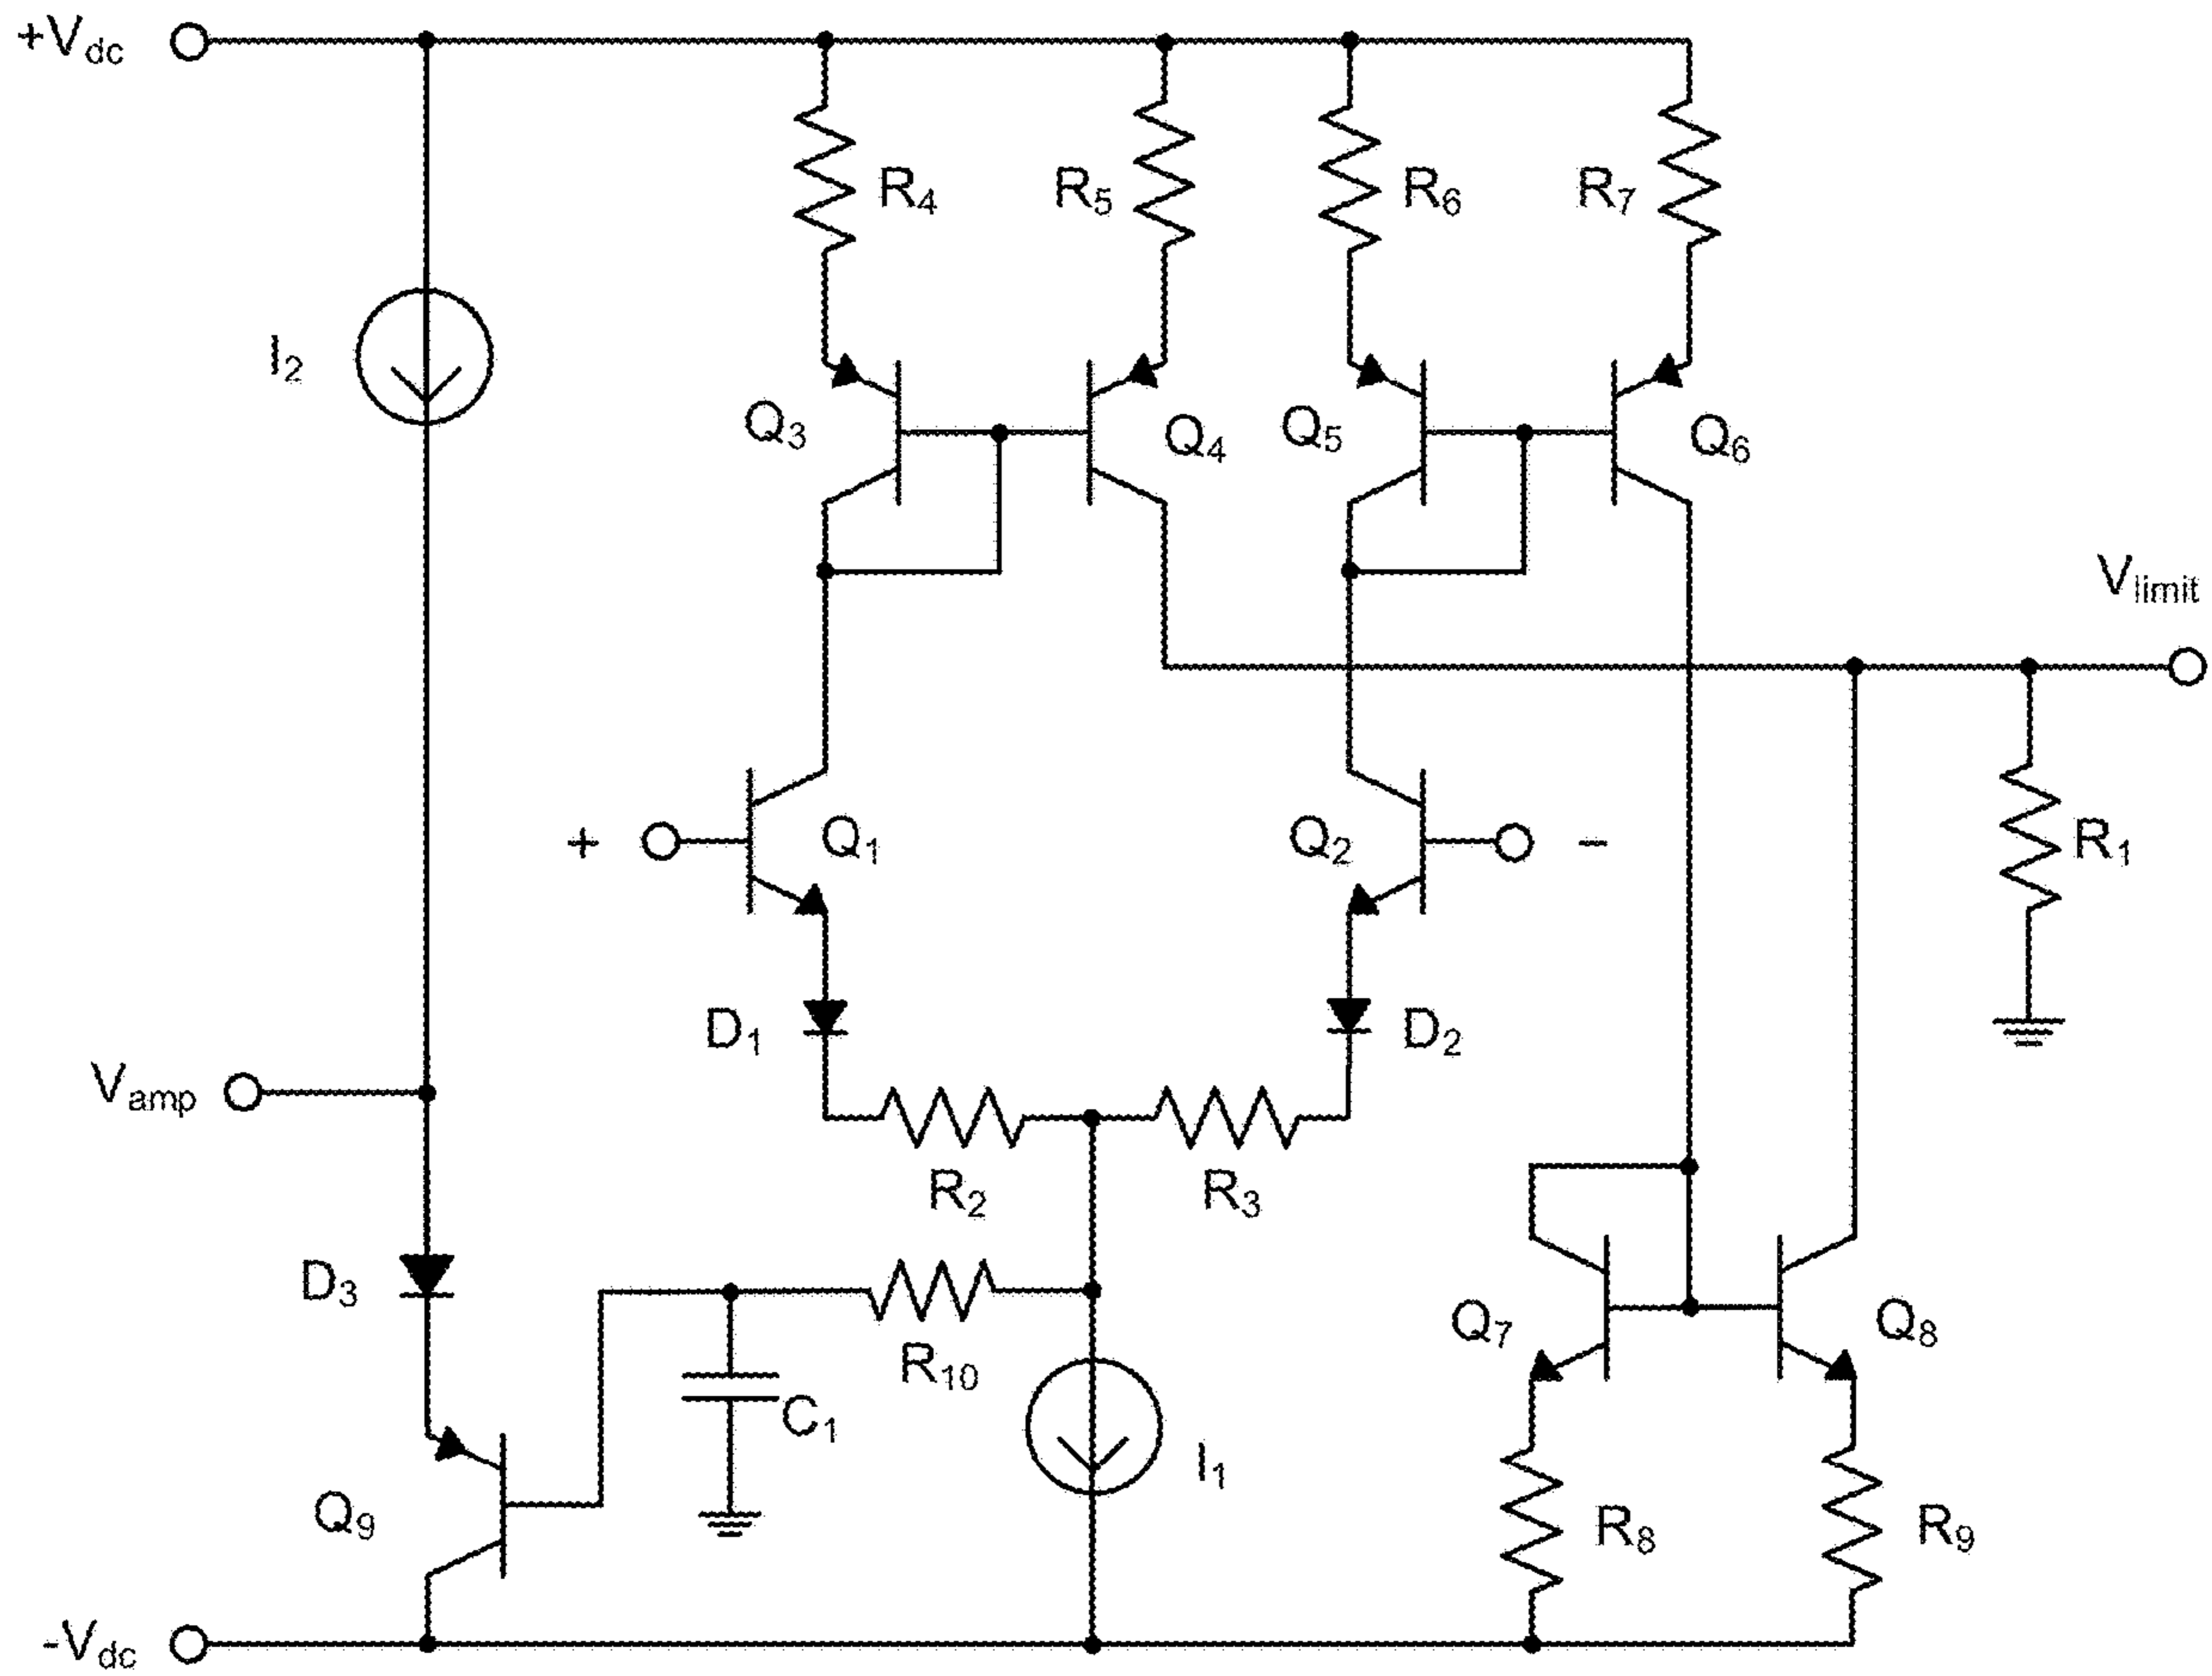 +Vdc
R4
R5
R6
R7
I2
Q3
Q4
Q5
Q6
Vlimit
+
Q1
Q2
−
R1
D1
D2
Vamp
R2
R3
D3
R10
Q7
Q8
C1
I1
Q9
R8
R9
-Vdc